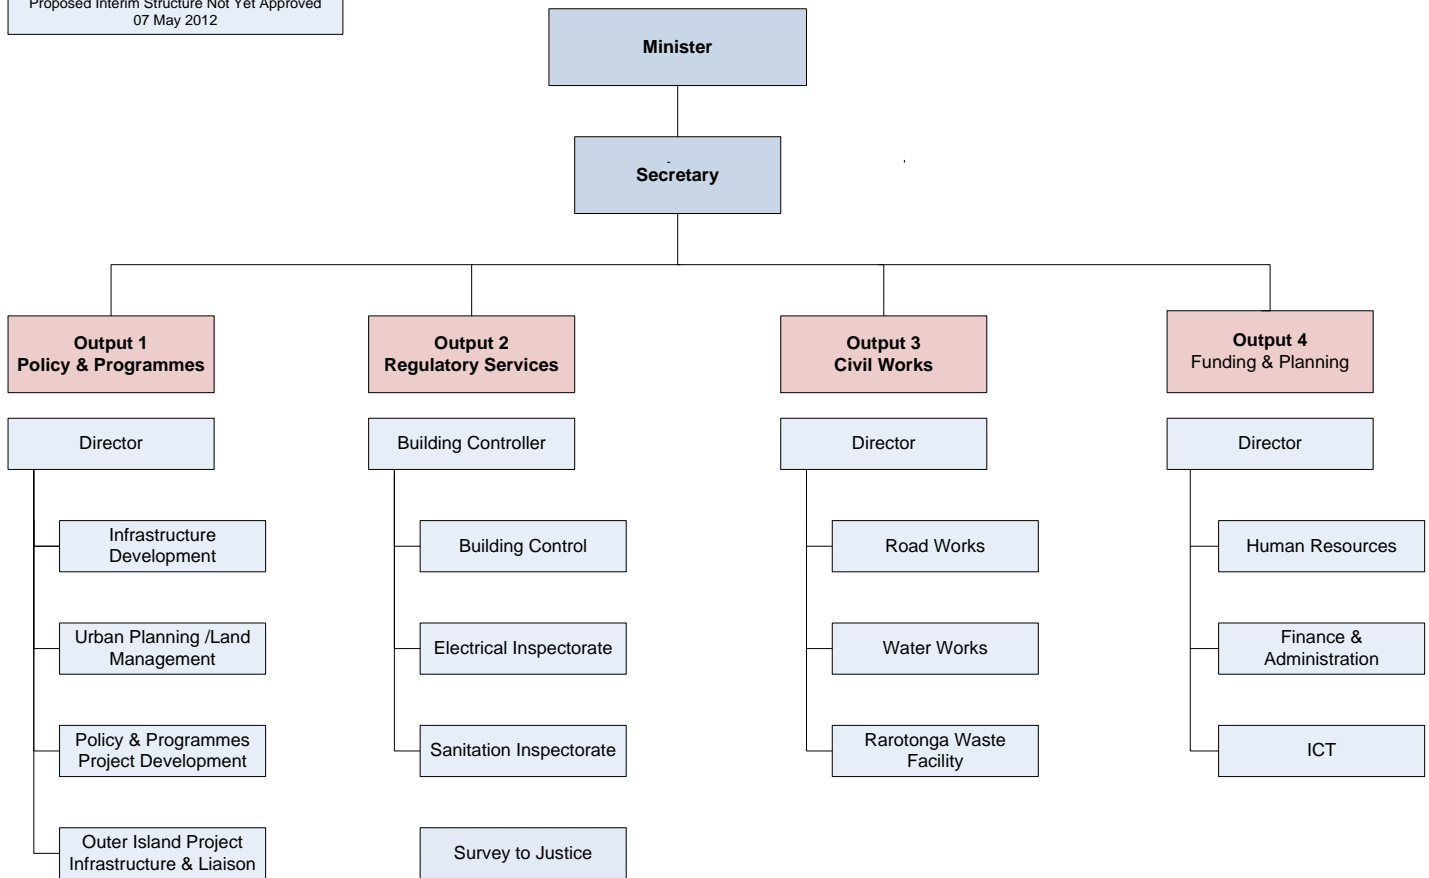 Proposed Interim Structure Not Yet Approved
07 May 2012
Minister
Secretary
Output 1
Policy & Programmes
Output 2
Regulatory Services
Output 3
Civil Works
Output 4
Funding & Planning
Director
Building Controller
Director
Director
Infrastructure
Development
Building Control
Road Works
Human Resources
Urban Planning /Land
Management
Electrical Inspectorate
Water Works
Finance &
Administration
Policy & Programmes
Project Development
Sanitation Inspectorate
Rarotonga Waste
Facility
ICT
Outer Island Project
Infrastructure & Liaison
Survey to Justice